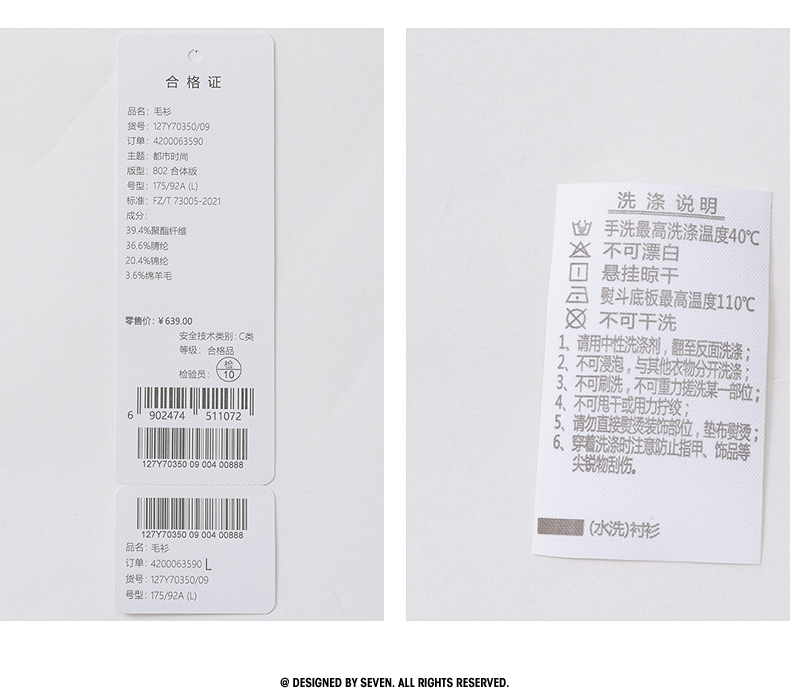 合格证
品名：毛衫
货号：127Y70350/09
订单：4200063590
主题：都市时尚
版型：802 合体版
号型：175/92A (L)
标准：FZ/T 73005-2021
成分：
39.4%聚酯纤维
36.6%腈纶
20.4%锦纶
3.6%绵羊毛
零售价：￥639.00
安全技术类别：C类
等级：合格品
检验员：检 10
6 902474 511072
127Y70350 09 004 00888
127Y70350 09 004 00888
品名：毛衫
订单：4200063590 L
货号：127Y70350/09
号型：175/92A (L)
洗涤说明
手洗最高洗涤温度40℃
不可漂白
悬挂晾干
熨斗底板最高温度110℃
不可干洗
1、请用中性洗涤剂，翻至反面洗涤；
2、不可浸泡，与其他衣物分开洗涤；
3、不可刷洗，不可重力搓洗某一部位；
4、不可甩干或用力拧绞；
5、请勿直接熨烫装饰部位，垫布熨烫；
6、穿着洗涤时注意防止指甲、饰品等
尖锐物刮伤。
(水洗)衬衫
@ DESIGNED BY SEVEN. ALL RIGHTS RESERVED.